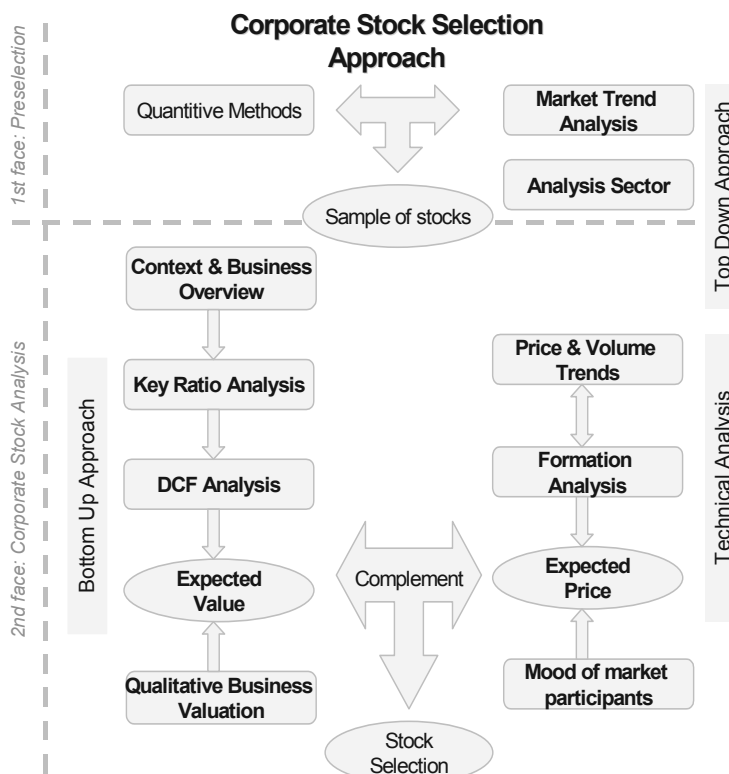 Corporate Stock Selection
Approach
1st face: Preselection
Quantitive Methods
Market Trend
Analysis
Analysis Sector
Top Down Approach
Sample of stocks
2nd face: Corporate Stock Analysis
Bottom Up Approach
Context & Business
Overview
Key Ratio Analysis
DCF Analysis
Expected
Value
Qualitative Business
Valuation
Complement
Stock
Selection
Price & Volume
Trends
Formation
Analysis
Expected
Price
Mood of market
participants
Technical Analysis